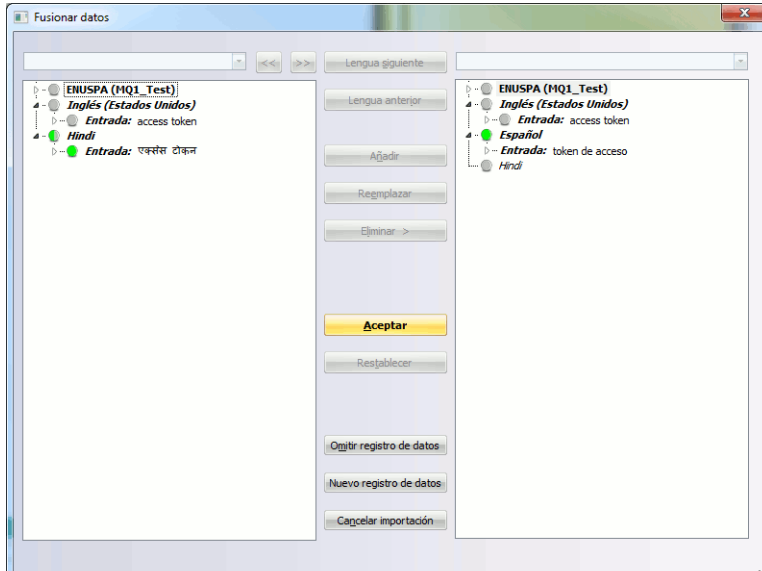 Fusionar datos
<< >>
Lengua siguiente
Lengua anterior
Añadir
Reemplazar
Eliminar >
Aceptar
Restablecer
Omitir registro de datos
Nuevo registro de datos
Cancelar importación
ENUSPA (MQ1_Test)
Inglés (Estados Unidos)
Entrada: access token
Hindi
Entrada: एक्सेस टोकन
ENUSPA (MQ1_Test)
Inglés (Estados Unidos)
Entrada: access token
Español
Entrada: token de acceso
Hindi